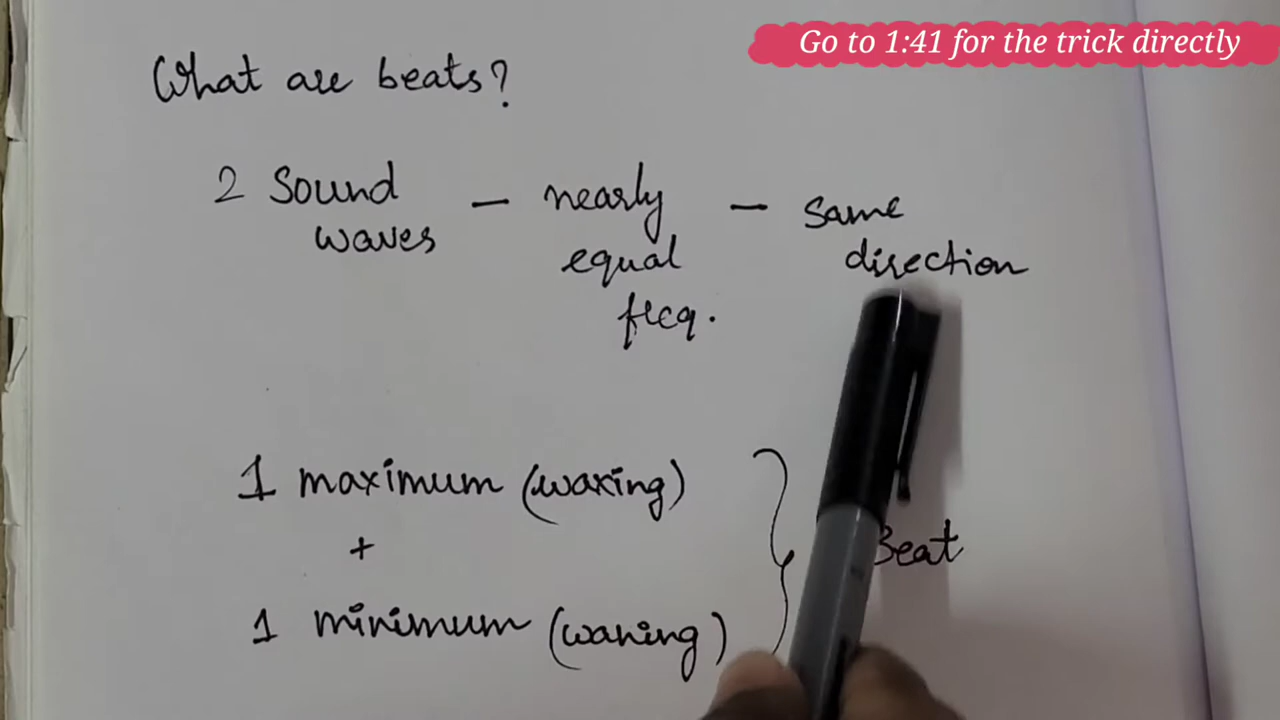 Go to 1:41 for the trick directly
What are beats?
2 Sound waves - nearly equal freq. - same direction
1 maximum (waxing)
+
1 minimum (waning)
Beat